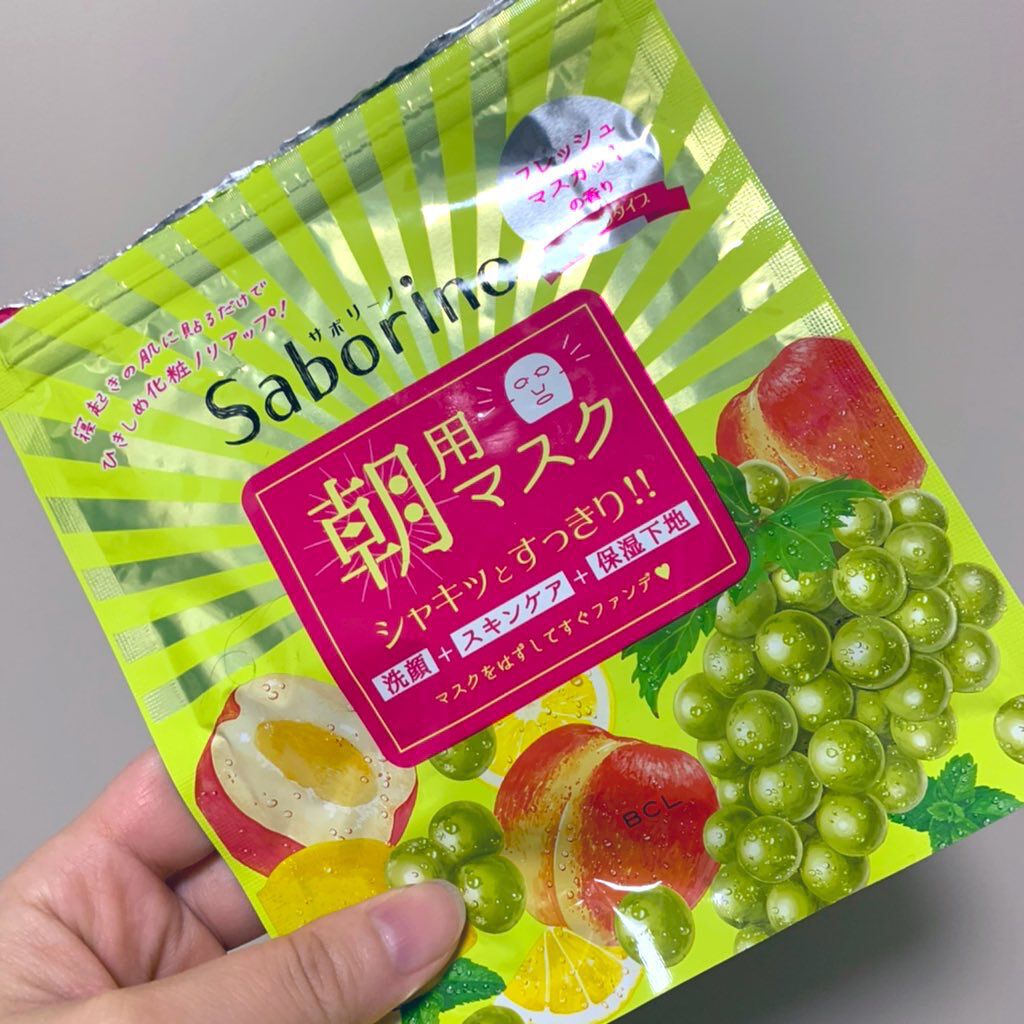 フレッシュ
マスカット
の香り
タイプ
寝起きの肌に貼るだけで
ひきしめ化粧ノリアップ!
サボリーノ
Saborino
朝用マスク
シャキッとすっきり!!
洗顔+スキンケア+保湿下地
マスクをはずしてすぐファンデ♥
BCL